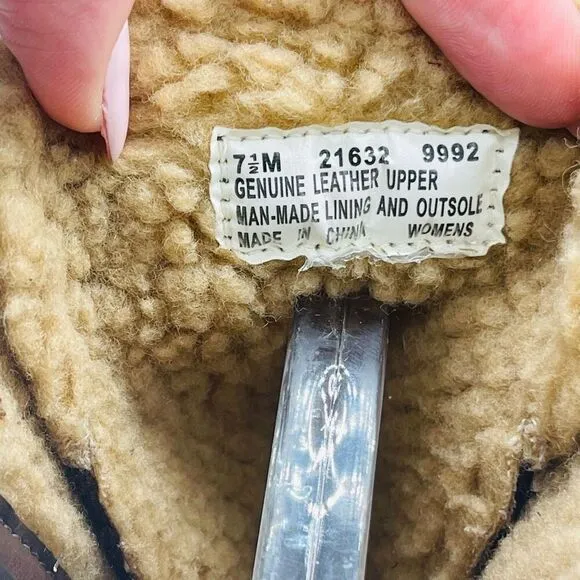 7½M 21632 9992
GENUINE LEATHER UPPER
MAN-MADE LINING AND OUTSOLE
MADE IN CHINA WOMENS